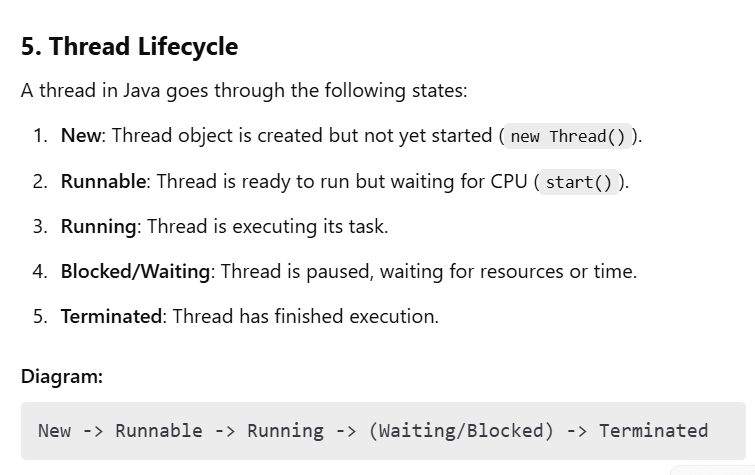 5. Thread Lifecycle
A thread in Java goes through the following states:
1. New: Thread object is created but not yet started ( new Thread() ).
2. Runnable: Thread is ready to run but waiting for CPU ( start() ).
3. Running: Thread is executing its task.
4. Blocked/Waiting: Thread is paused, waiting for resources or time.
5. Terminated: Thread has finished execution.
Diagram:
New -> Runnable -> Running -> (Waiting/Blocked) -> Terminated